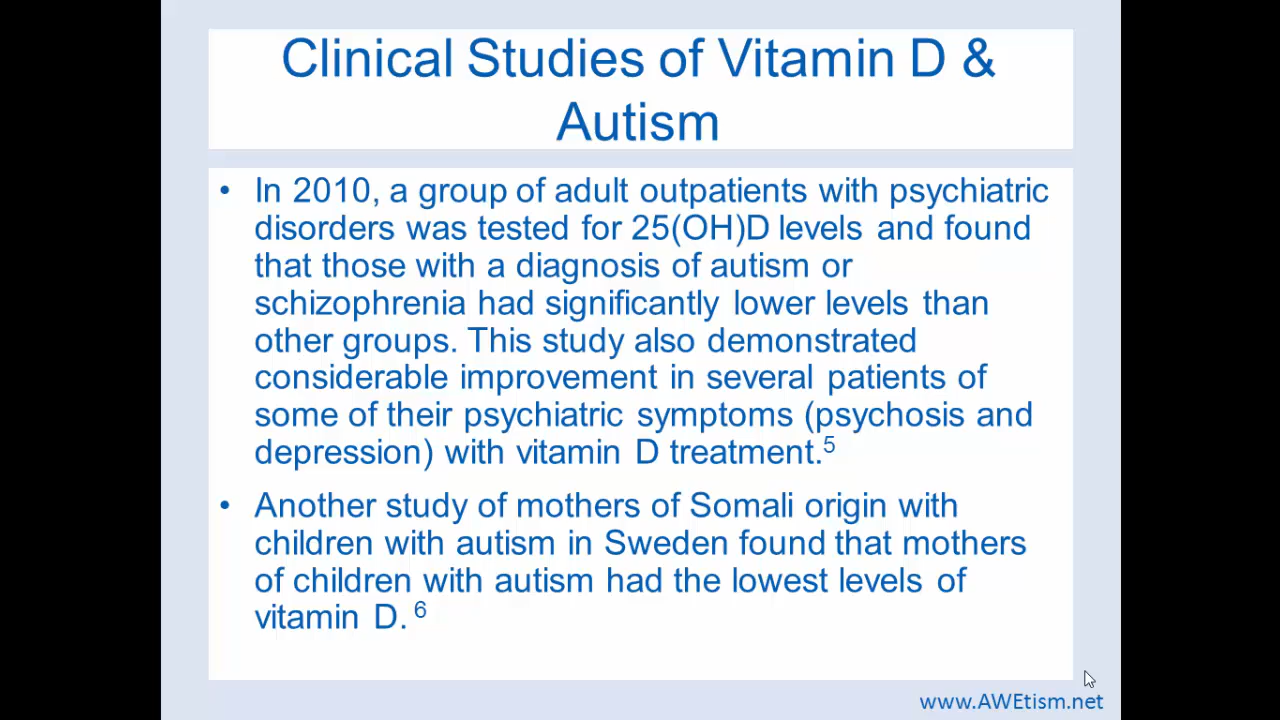 Clinical Studies of Vitamin D &
Autism
• In 2010, a group of adult outpatients with psychiatric
disorders was tested for 25(OH)D levels and found
that those with a diagnosis of autism or
schizophrenia had significantly lower levels than
other groups. This study also demonstrated
considerable improvement in several patients of
some of their psychiatric symptoms (psychosis and
depression) with vitamin D treatment.5
• Another study of mothers of Somali origin with
children with autism in Sweden found that mothers
of children with autism had the lowest levels of
vitamin D. 6
www.AWEtism.net